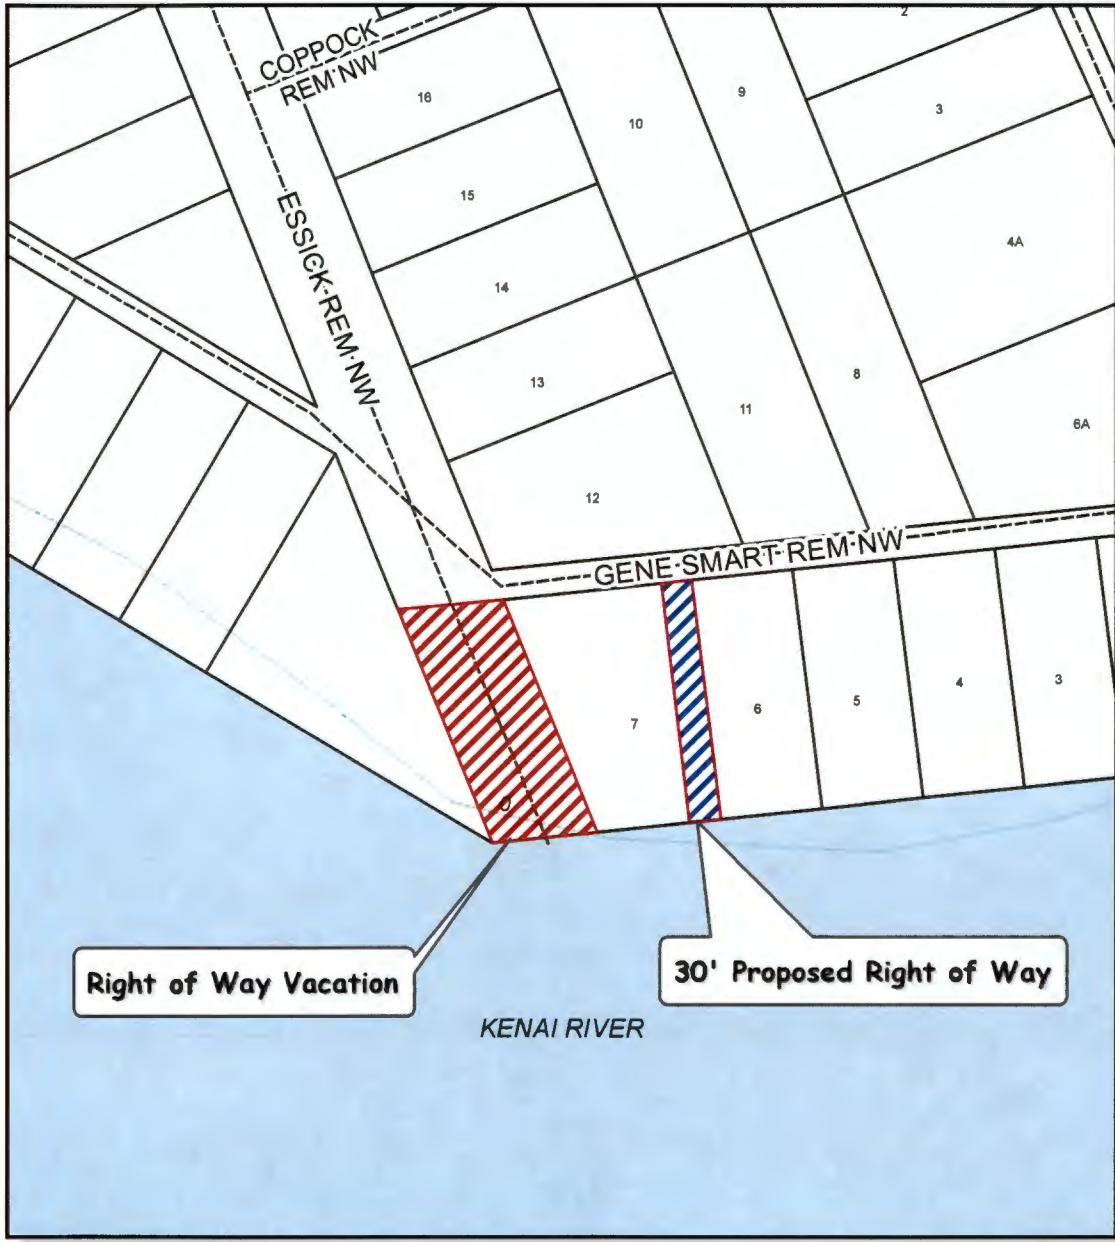 2
COPPOCK
REM NW
16
9
3
10
15
ESSICK REM NW
4A
14
13
8
11
6A
12
GENE SMART REM NW
7
6
5
4
3
0
Right of Way Vacation
30' Proposed Right of Way
KENAI RIVER